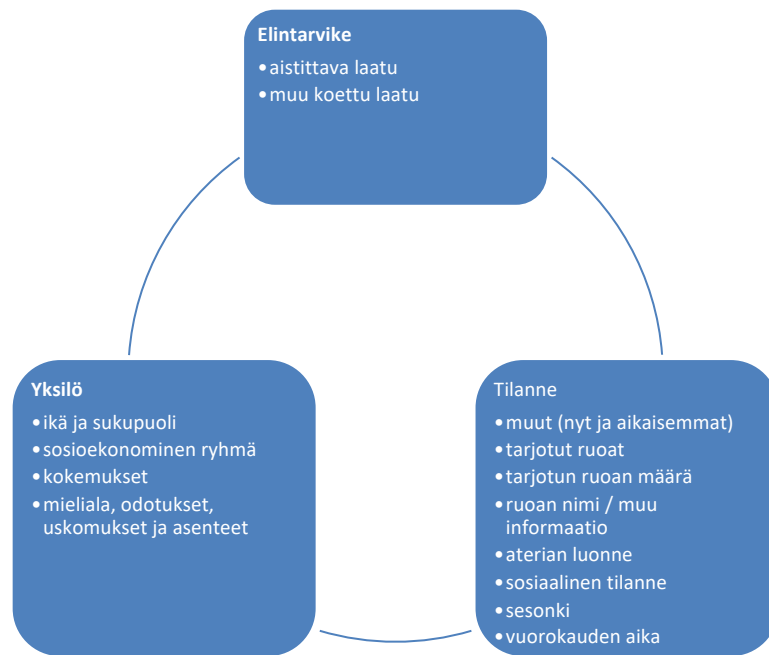 Elintarvike
•aistittava laatu
•muu koettu laatu
Yksilö
•ikä ja sukupuoli
•sosioekonominen ryhmä
•kokemukset
•mieliala, odotukset,
uskomukset ja asenteet
Tilanne
•muut (nyt ja aikaisemmat)
•tarjotut ruoat
•tarjotun ruoan määrä
•ruoan nimi / muu
informaatio
•aterian luonne
•sosiaalinen tilanne
•sesonki
•vuorokauden aika